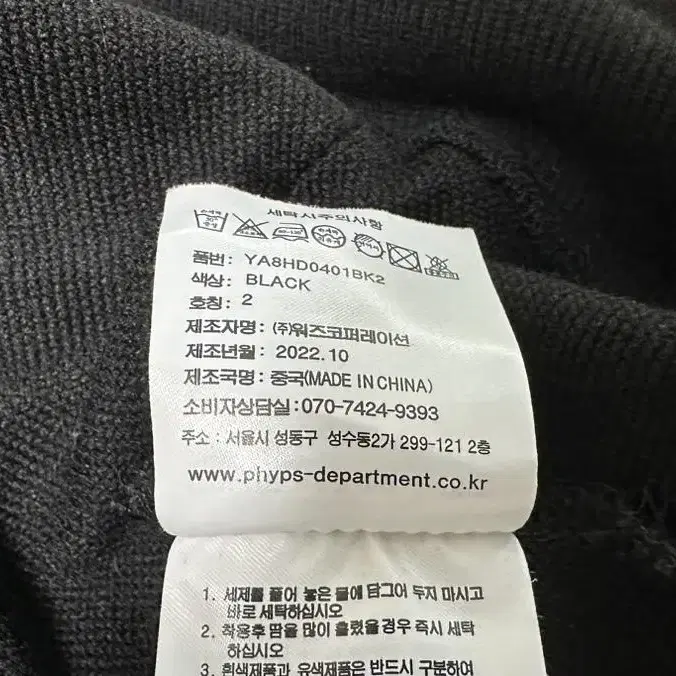 세탁시주의사항
품번: YA8HD0401BK2
색상: BLACK
호칭: 2
제조자명: (주)워즈코퍼레이션
제조년월: 2022.10
제조국명: 중국(MADE IN CHINA)
소비자상담실:070-7424-9393
주소: 서울시 성동구 성수동2가 299-121 2층
www.phyps-department.co.kr
1. 세제를 풀어 놓은 물에 담그어 두지 마시고
바로 세탁하십시오
2. 착용후 땀을 많이 흘렸을경우 즉시 세탁
하십시오
3. 흰색제품과 유색제품은 반드시 구분하여